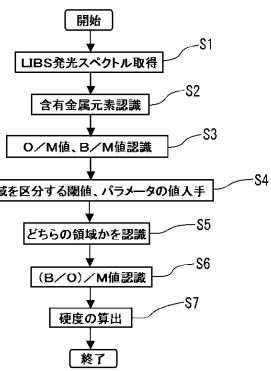 開始
S1
LIBS発光スペクトル取得
S2
含有金属元素認識
S3
O／M値、B／M値認識
S4
域を区分する閾値、パラメータの値入手
S5
どちらの領域かを認識
S6
(B／O)／M値認識
S7
硬度の算出
終了